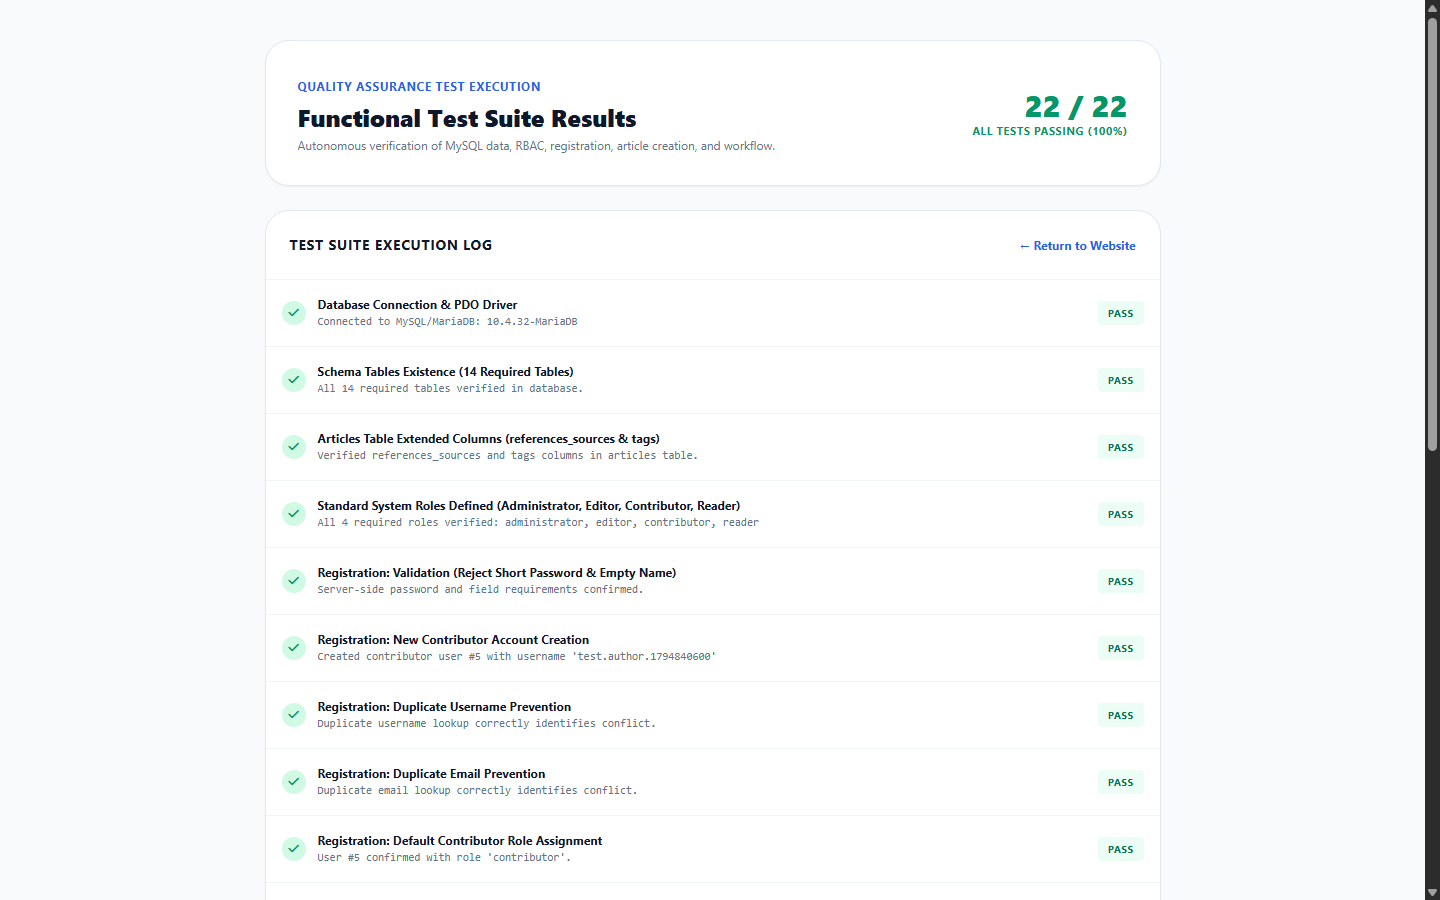 QUALITY ASSURANCE TEST EXECUTION
Functional Test Suite Results
Autonomous verification of MySQL data, RBAC, registration, article creation, and workflow.
22 / 22
ALL TESTS PASSING (100%)
TEST SUITE EXECUTION LOG
← Return to Website
Database Connection & PDO Driver
Connected to MySQL/MariaDB: 10.4.32-MariaDB
PASS
Schema Tables Existence (14 Required Tables)
All 14 required tables verified in database.
PASS
Articles Table Extended Columns (references_sources & tags)
Verified references_sources and tags columns in articles table.
PASS
Standard System Roles Defined (Administrator, Editor, Contributor, Reader)
All 4 required roles verified: administrator, editor, contributor, reader
PASS
Registration: Validation (Reject Short Password & Empty Name)
Server-side password and field requirements confirmed.
PASS
Registration: New Contributor Account Creation
Created contributor user #5 with username 'test.author.1794840600'
PASS
Registration: Duplicate Username Prevention
Duplicate username lookup correctly identifies conflict.
PASS
Registration: Duplicate Email Prevention
Duplicate email lookup correctly identifies conflict.
PASS
Registration: Default Contributor Role Assignment
User #5 confirmed with role 'contributor'.
PASS